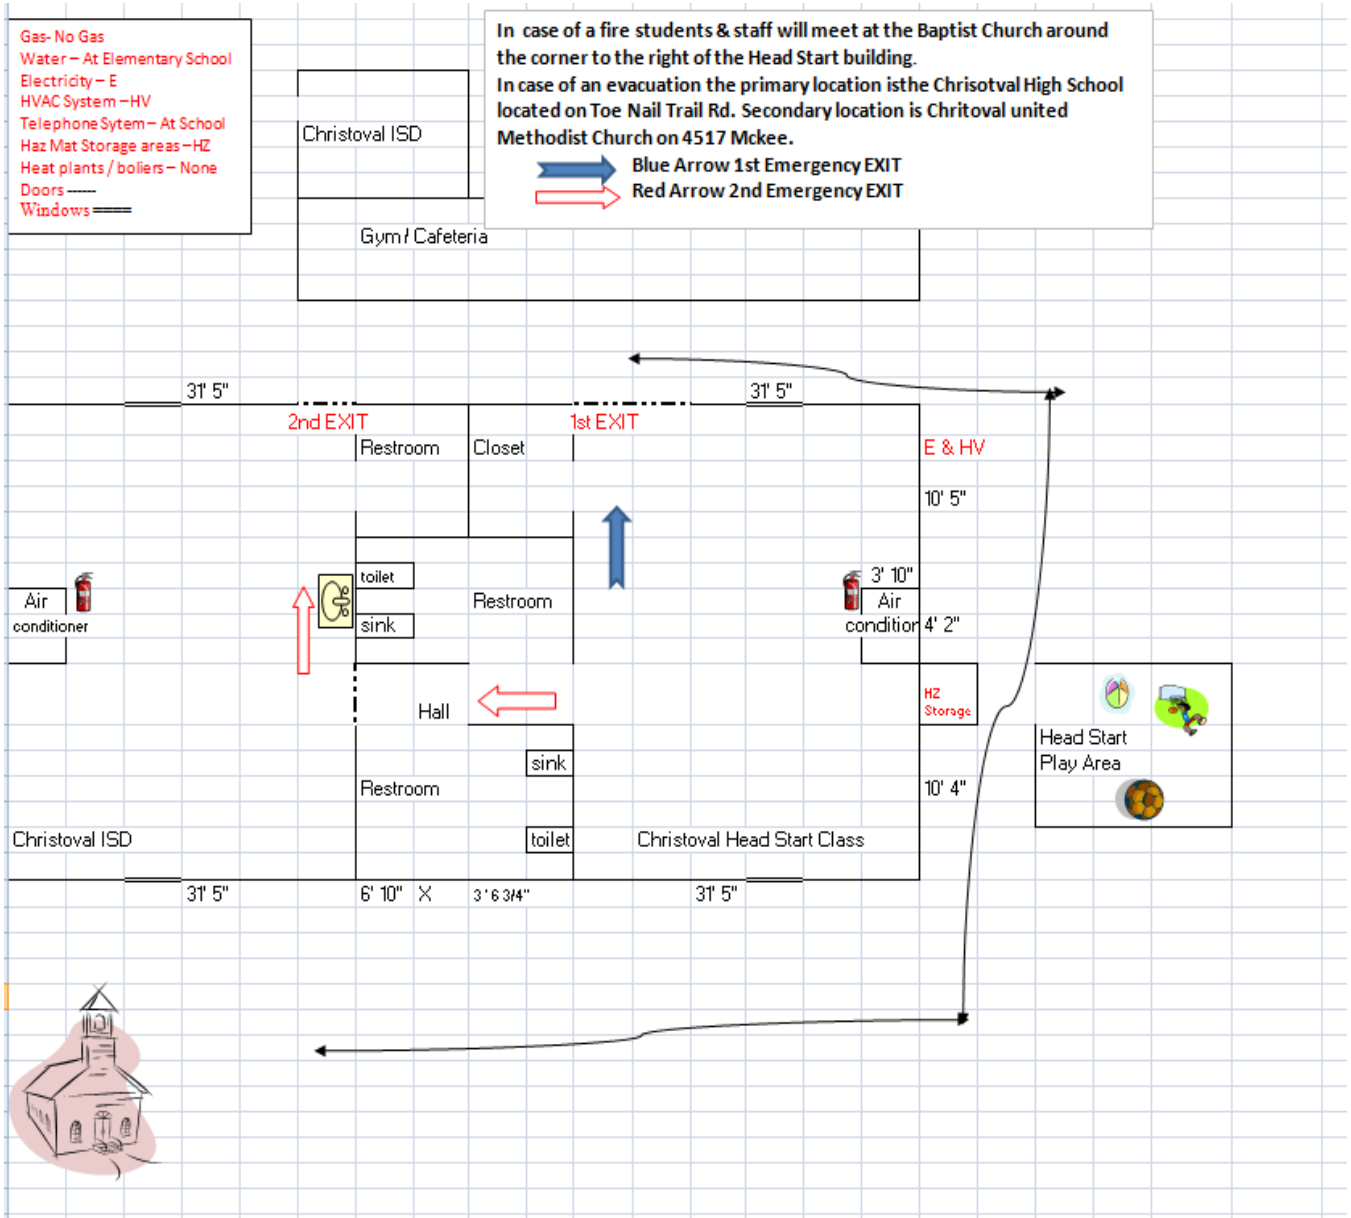 Gas- No Gas
Water – At Elementary School
Electricity – E
HVAC System –HV
Telephone Sytem – At School
Haz Mat Storage areas –HZ
Heat plants / boliers – None
Doors ------
Windows ====
In case of a fire students & staff will meet at the Baptist Church around
the corner to the right of the Head Start building.
In case of an evacuation the primary location isthe Chrisotval High School
located on Toe Nail Trail Rd. Secondary location is Chritoval united
Methodist Church on 4517 Mckee.
Blue Arrow 1st Emergency EXIT
Red Arrow 2nd Emergency EXIT
Christoval ISD
Gym / Cafeteria
31' 5"
31' 5"
2nd EXIT
1st EXIT
Restroom
Closet
E & HV
10' 5"
toilet
3' 10"
Air
conditioner
Restroom
Air
condition
sink
4' 2"
Hall
HZ
Storage
Head Start
Play Area
sink
Restroom
10' 4"
Christoval ISD
toilet
Christoval Head Start Class
31' 5"
6' 10" X
3 ' 6 3/4"
31' 5"